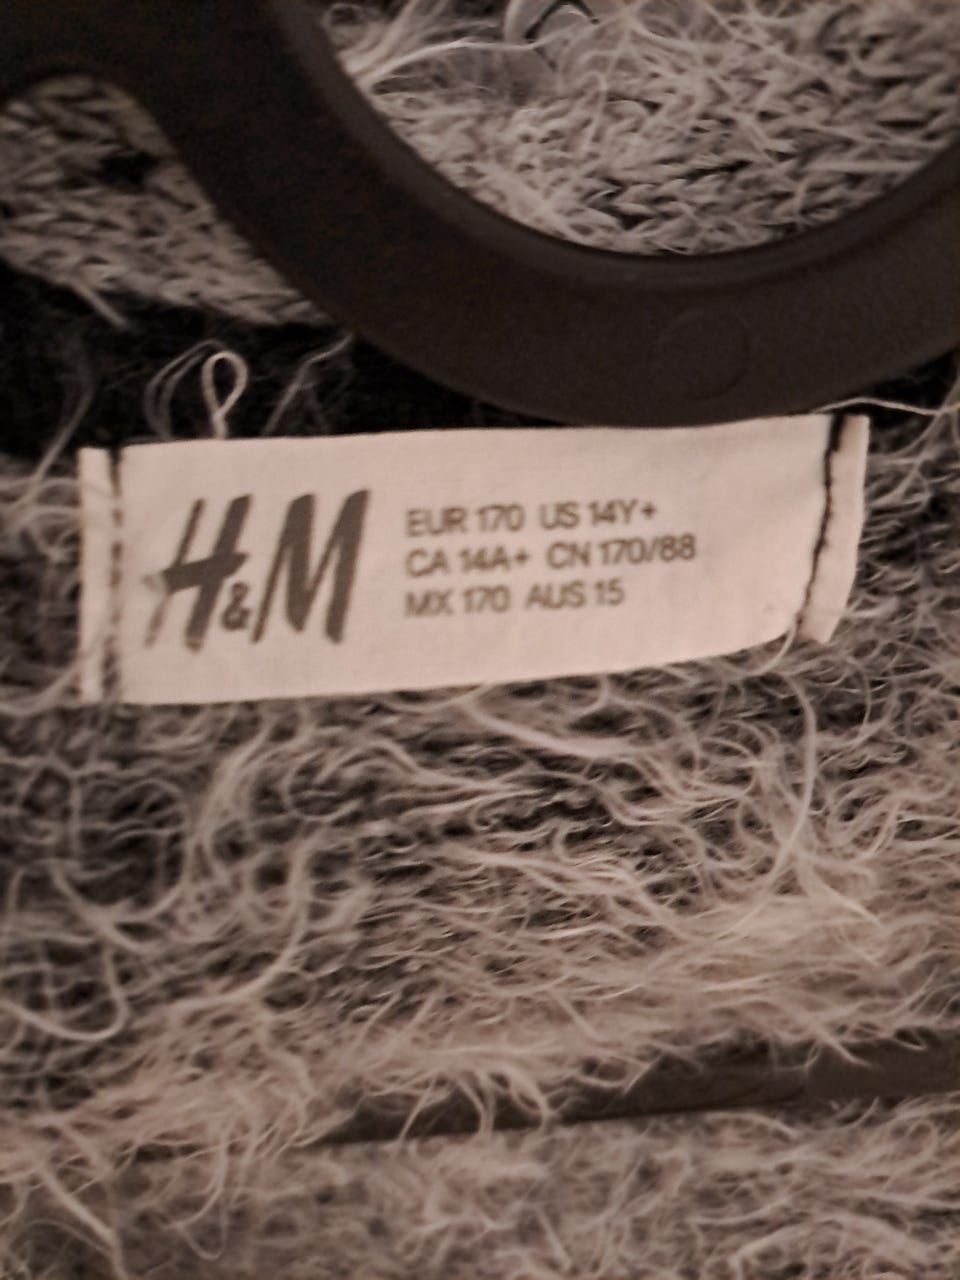 H&M
EUR 170 US 14Y+
CA 14A+ CN 170/88
MX 170 AUS 15